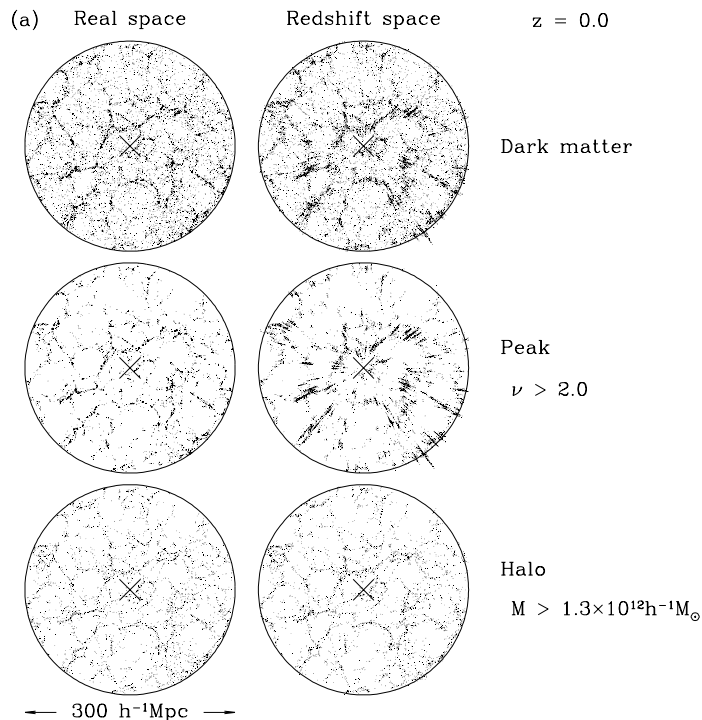 (a) Real space Redshift space z = 0.0
Dark matter
Peak
ν > 2.0
Halo
M > 1.3×10¹²h⁻¹M⊙
300 h⁻¹Mpc